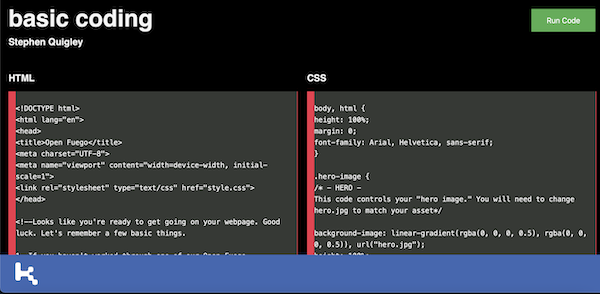 basic coding
Run Code
Stephen Quigley
HTML
<!DOCTYPE html>
<html lang="en">
<head>
<title>Open Fuego</title>
<meta charset="UTF-8">
<meta name="viewport" content="width=device-width, initial-
scale=1">
<link rel="stylesheet" type="text/css" href="style.css">
</head>
<!--Looks like you're ready to get going on your webpage. Good
luck. Let's remember a few basic things.
CSS
body, html {
height: 100%;
margin: 0;
font-family: Arial, Helvetica, sans-serif;
}
.hero-image {
/* - HERO -
This code controls your "hero image." You will need to change
hero.jpg to match your asset*/
background-image: linear-gradient(rgba(0, 0, 0, 0.5), rgba(0, 0,
0, 0.5)), url("hero.jpg");
height: 100%;